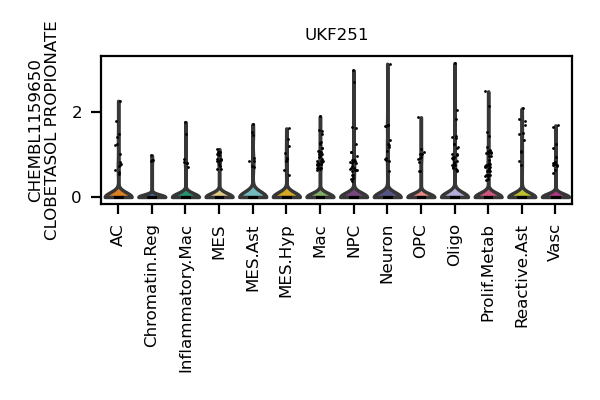 UKF251
CHEMBL1159650
CLOBETASOL PROPIONATE
2
0
AC
Chromatin.Reg
Inflammatory.Mac
MES
MES.Ast
MES.Hyp
Mac
NPC
Neuron
OPC
Oligo
Prolif.Metab
Reactive.Ast
Vasc